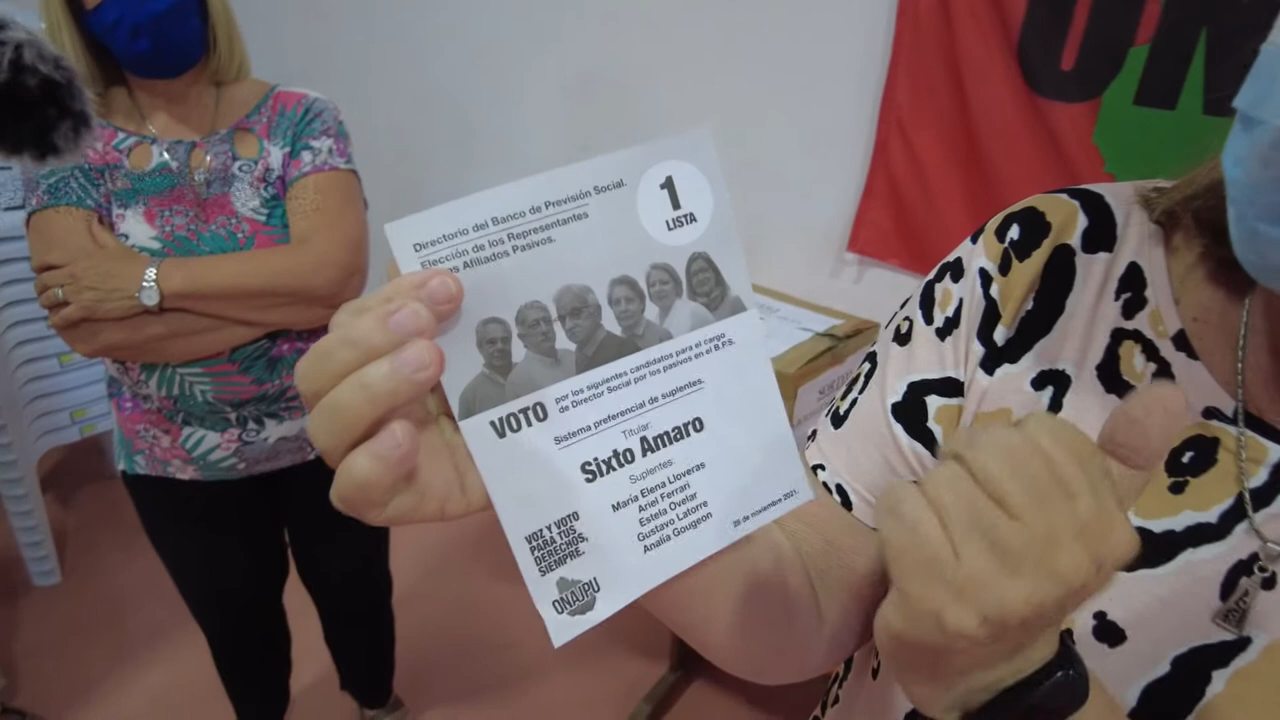 ON
Directorio del Banco de Previsión Social.
Elección de los Representantes
os Afiliados Pasivos.
1
LISTA
VOTO
por los siguientes candidatos para el cargo
de Director Social por los pasivos en el B.P.S.
Sistema preferencial de suplentes.
Titular:
Sixto Amaro
Suplentes:
María Elena Lloveras
Ariel Ferrari
Estela Ovelar
Gustavo Latorre
Analía Gougeon
28 de noviembre 2021.
VOZ Y VOTO
PARA TUS
DERECHOS,
SIEMPRE.
ONAJPU